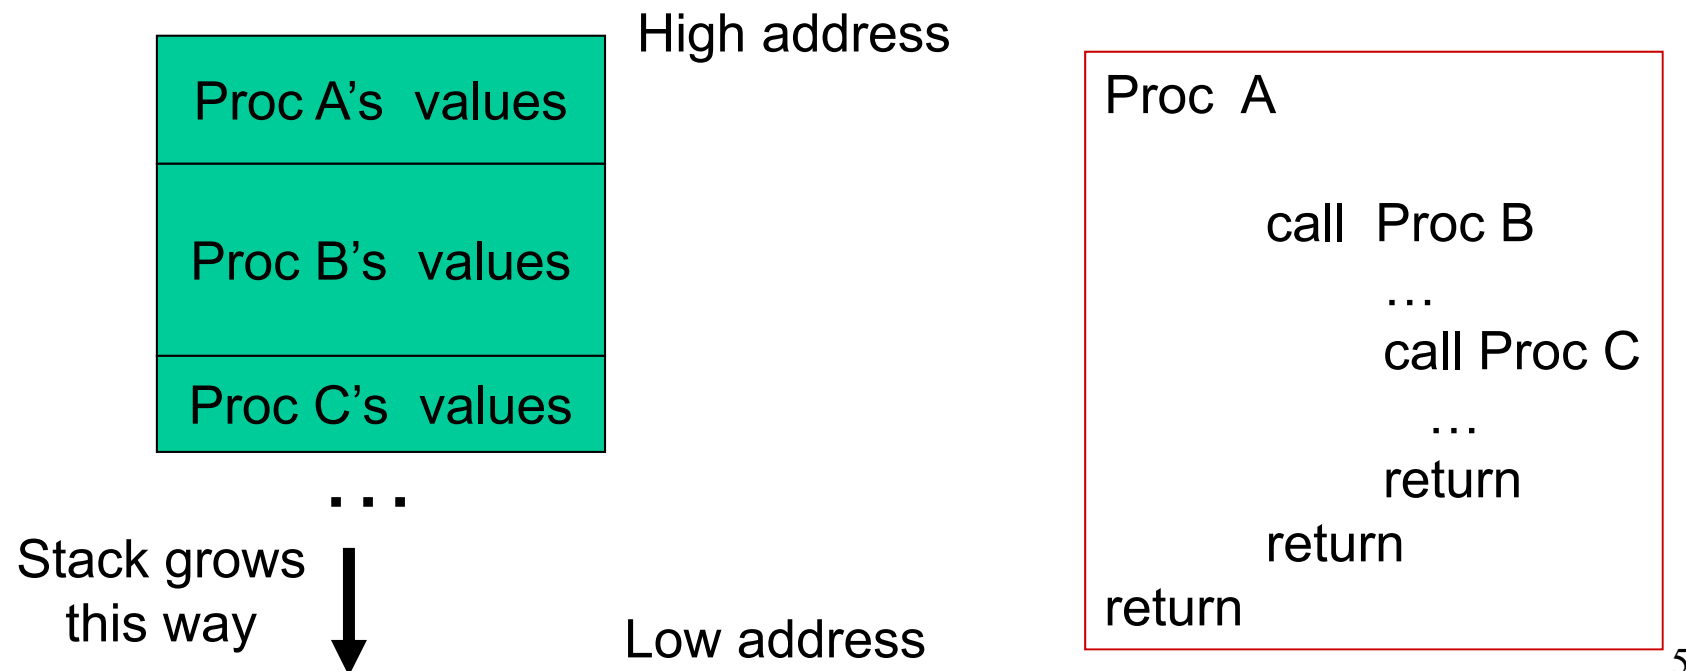 High address
Proc A's values
Proc B's values
Proc C's values
…
Stack grows
this way
Low address
Proc A
call Proc B
…
call Proc C
…
return
return
return
5